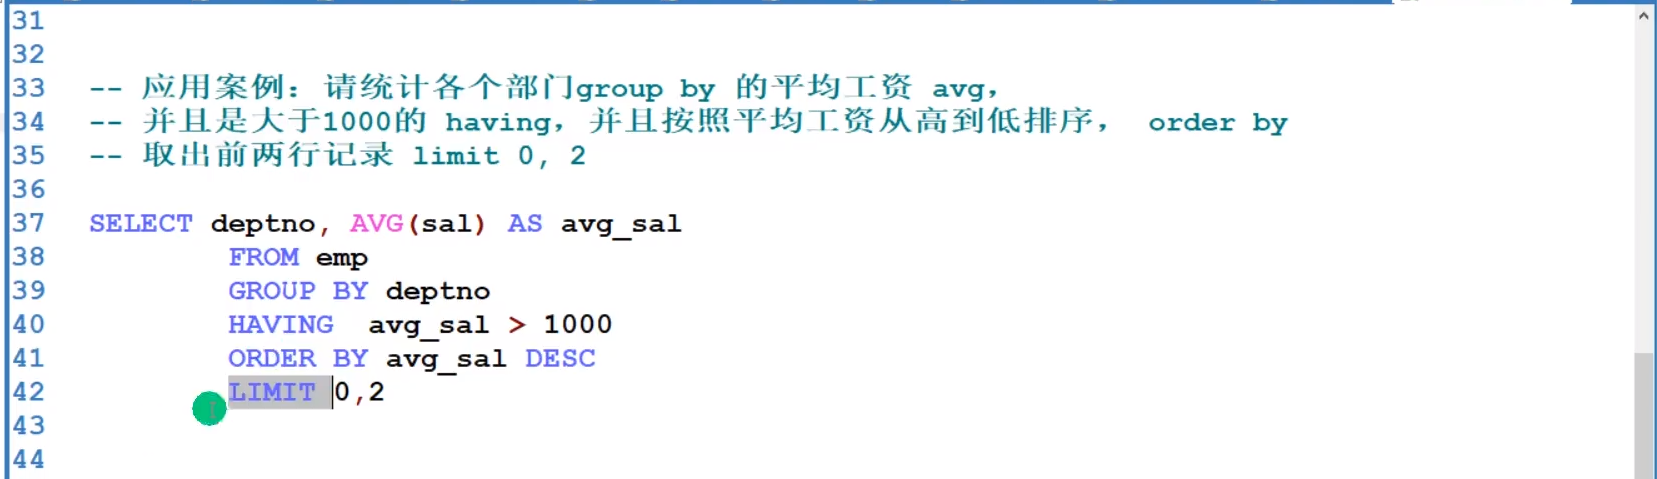 31
32
33 -- 应用案例：请统计各个部门group by 的平均工资 avg，
34 -- 并且是大于1000的 having，并且按照平均工资从高到低排序， order by
35 -- 取出前两行记录 limit 0, 2
36
37 SELECT deptno, AVG(sal) AS avg_sal
38 FROM emp
39 GROUP BY deptno
40 HAVING  avg_sal > 1000
41 ORDER BY avg_sal DESC
42 LIMIT 0,2
43
44